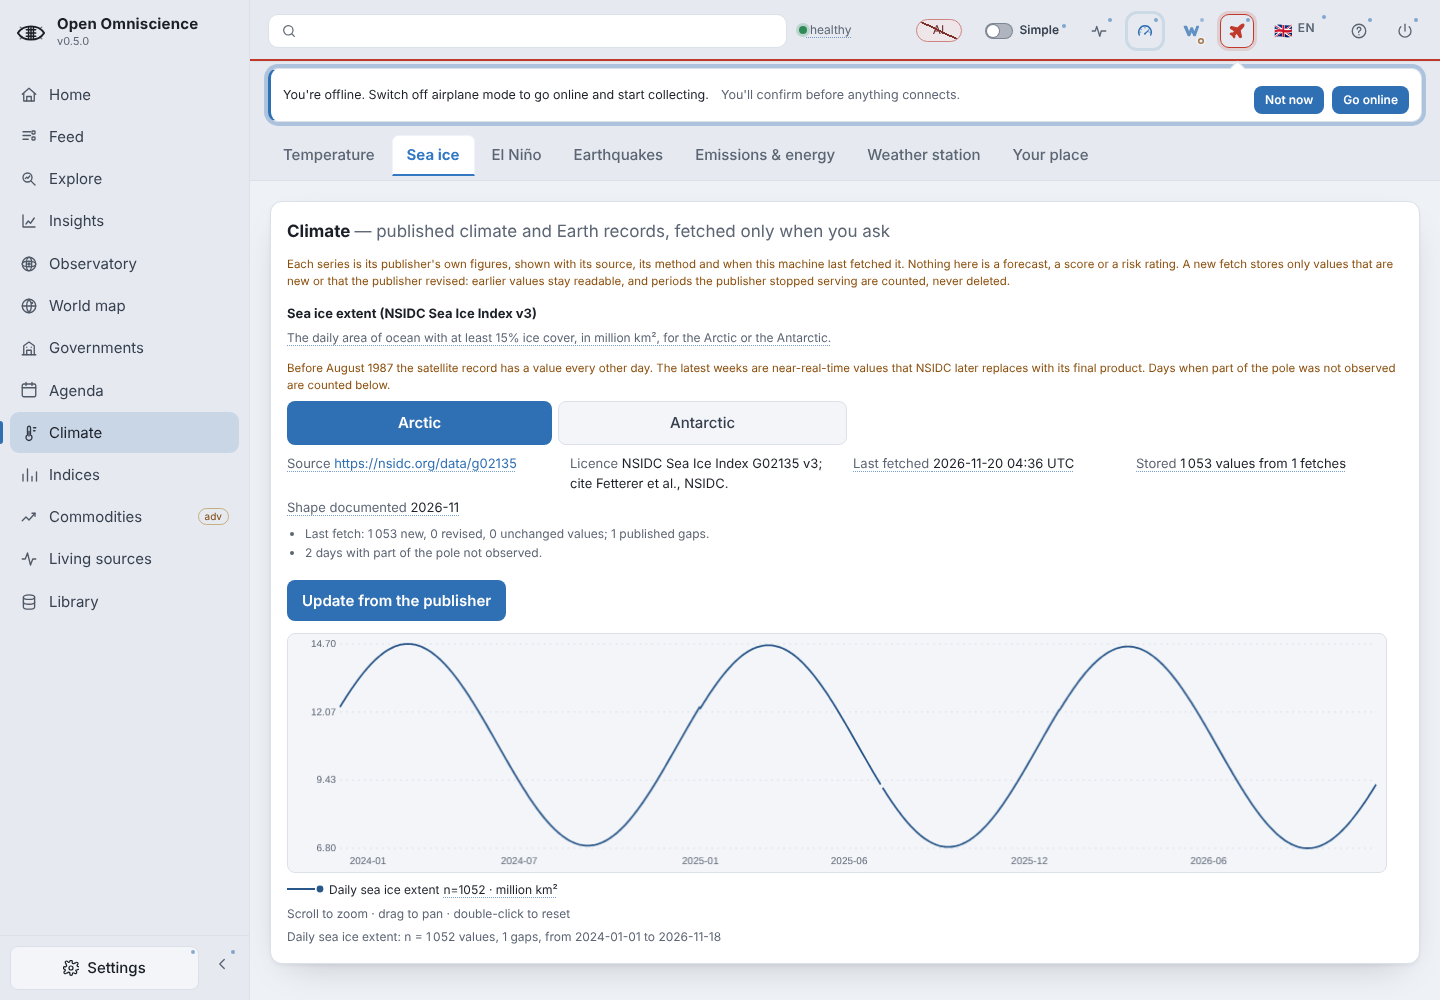 Open Omniscience
v0.5.0
healthy
AI
Simple
W
EN
You're offline. Switch off airplane mode to go online and start collecting. You'll confirm before anything connects.
Not now
Go online
Home
Feed
Explore
Insights
Observatory
World map
Governments
Agenda
Climate
Indices
Commodities
adv
Living sources
Library
Settings
Temperature
Sea ice
El Niño
Earthquakes
Emissions & energy
Weather station
Your place
Climate — published climate and Earth records, fetched only when you ask
Each series is its publisher's own figures, shown with its source, its method and when this machine last fetched it. Nothing here is a forecast, a score or a risk rating. A new fetch stores only values that are
new or that the publisher revised: earlier values stay readable, and periods the publisher stopped serving are counted, never deleted.
Sea ice extent (NSIDC Sea Ice Index v3)
The daily area of ocean with at least 15% ice cover, in million km², for the Arctic or the Antarctic.
Before August 1987 the satellite record has a value every other day. The latest weeks are near-real-time values that NSIDC later replaces with its final product. Days when part of the pole was not observed
are counted below.
Arctic
Antarctic
Source https://nsidc.org/data/g02135
Licence NSIDC Sea Ice Index G02135 v3;
cite Fetterer et al., NSIDC.
Last fetched 2026-11-20 04:36 UTC
Stored 1 053 values from 1 fetches
Shape documented 2026-11
• Last fetch: 1 053 new, 0 revised, 0 unchanged values; 1 published gaps.
• 2 days with part of the pole not observed.
Update from the publisher
14.70
12.07
9.43
6.80
2024-01
2024-07
2025-01
2025-06
2025-12
2026-06
Daily sea ice extent n=1052 · million km²
Scroll to zoom · drag to pan · double-click to reset
Daily sea ice extent: n = 1 052 values, 1 gaps, from 2024-01-01 to 2026-11-18